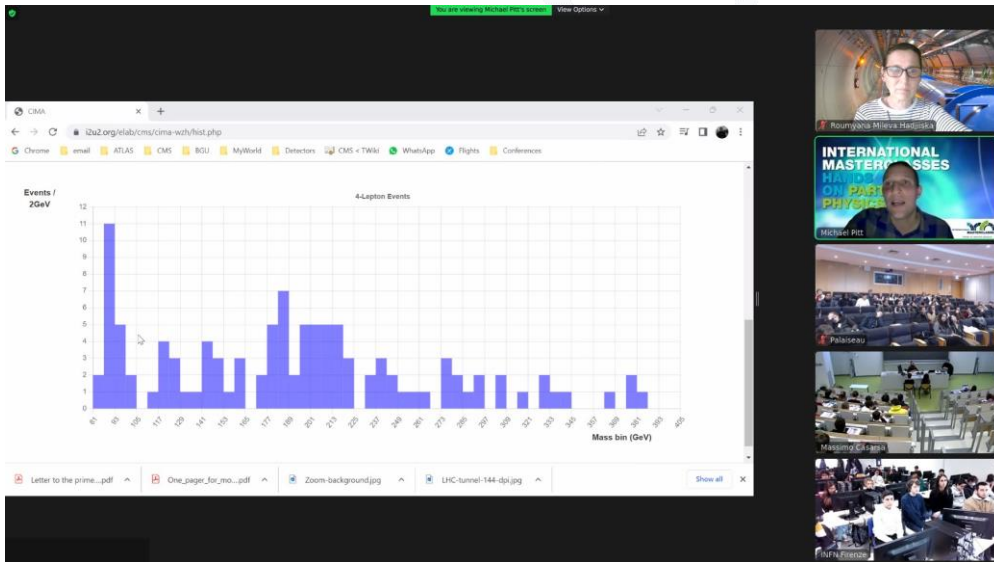 You are viewing Michael Pitt's screen View Options
CIMA
i2u2.org/elab/cms/cima-wzh/hist.php
Chrome email ATLAS CMS BGU MyWorld Detectors CMS < TWiki WhatsApp Flights Conferences
Events /
2GeV
4-Lepton Events
12
11
10
9
8
7
6
5
4
3
2
1
0
81 93 105 117 129 141 153 165 177 189 201 213 225 237 249 261 273 285 297 309 321 333 345 357 369 381 393 405
Mass bin (GeV)
Letter to the prime....pdf One_pager_for_mo...pdf Zoom-background.jpg LHC-tunnel-144-dpi.jpg Show all
Roumyana Mileva Hadjiiska
INTERNATIONAL
MASTERCLASSES
HANDS
ON PART
PHYSICS
Michael Pitt
Palaiseau
Massimo Casarsa
INFN Firenze